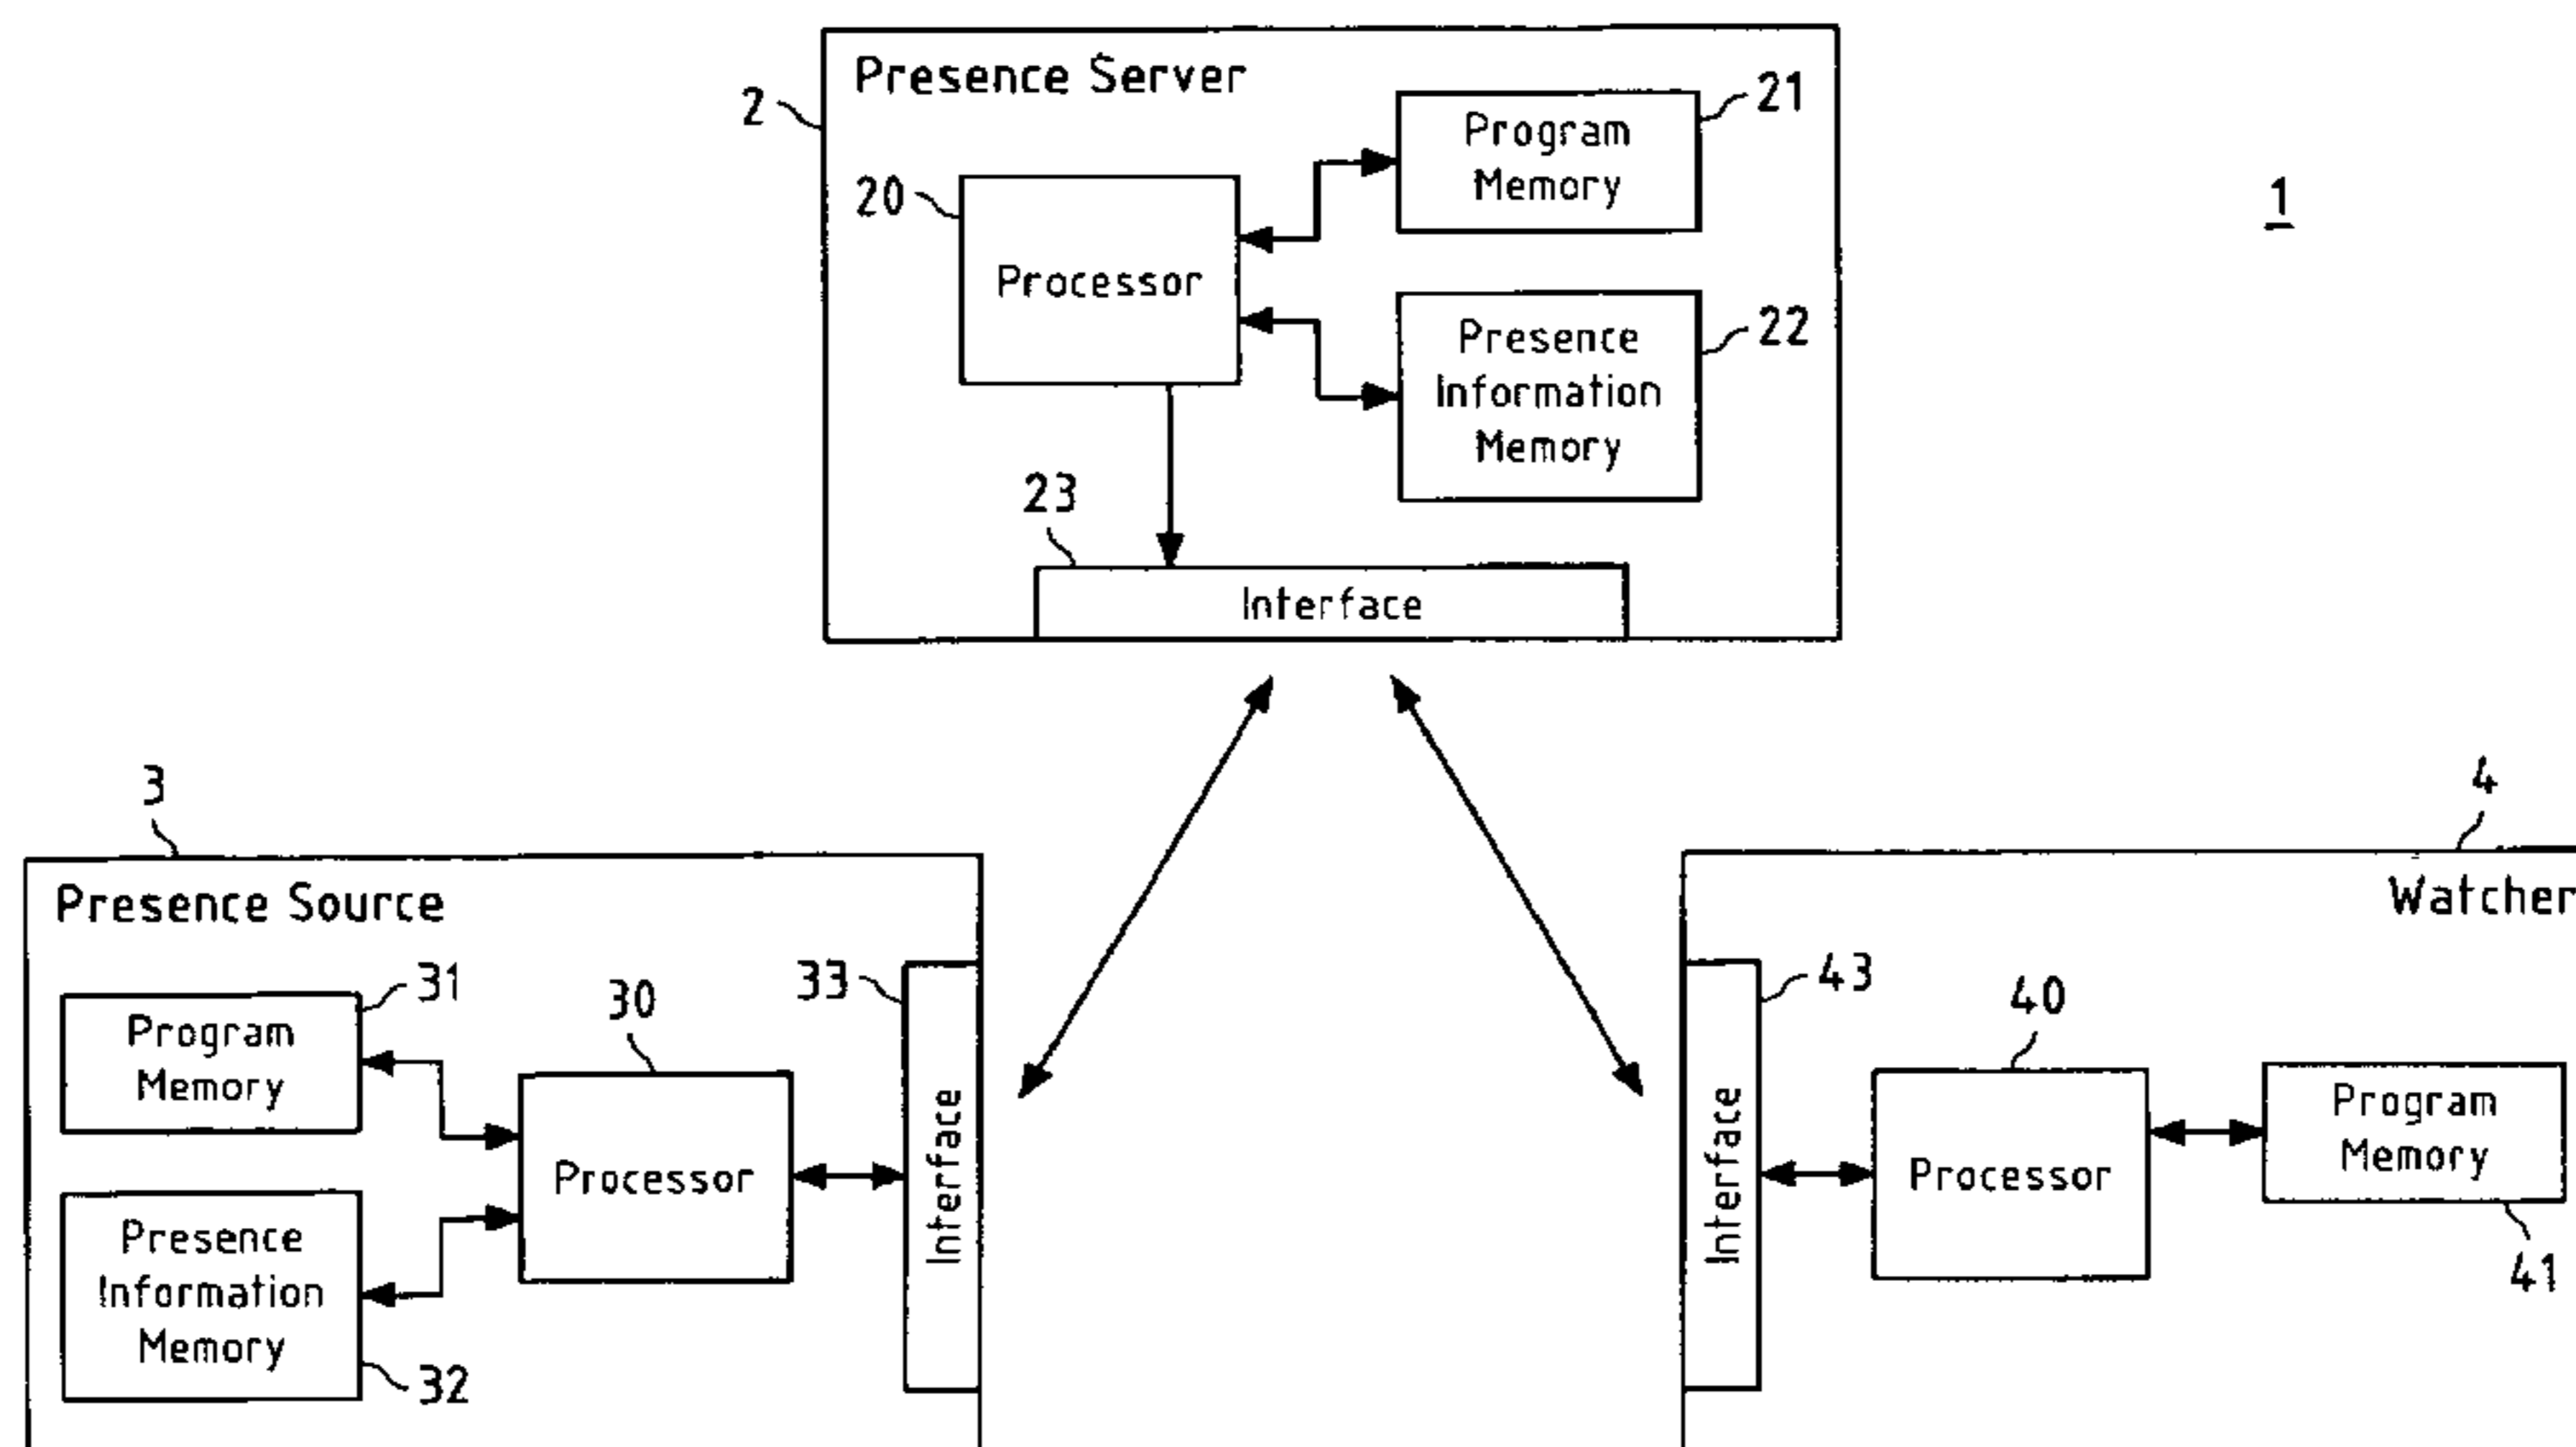 Presence Server
2
21
Program
Memory
1
20
Processor
22
Presence
Information
Memory
23
Interface
3
Presence Source
31
Program
Memory
30
Processor
33
Interface
Presence
Information
Memory
32
4
Watcher
43
Interface
40
Processor
Program
Memory
41